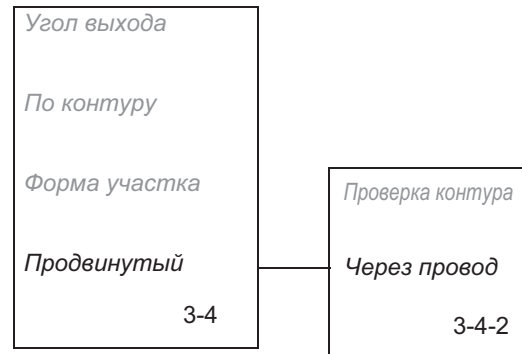 Угол выхода
По контуру
Форма участка
Продвинутый
3-4
Проверка контура
Через провод
3-4-2